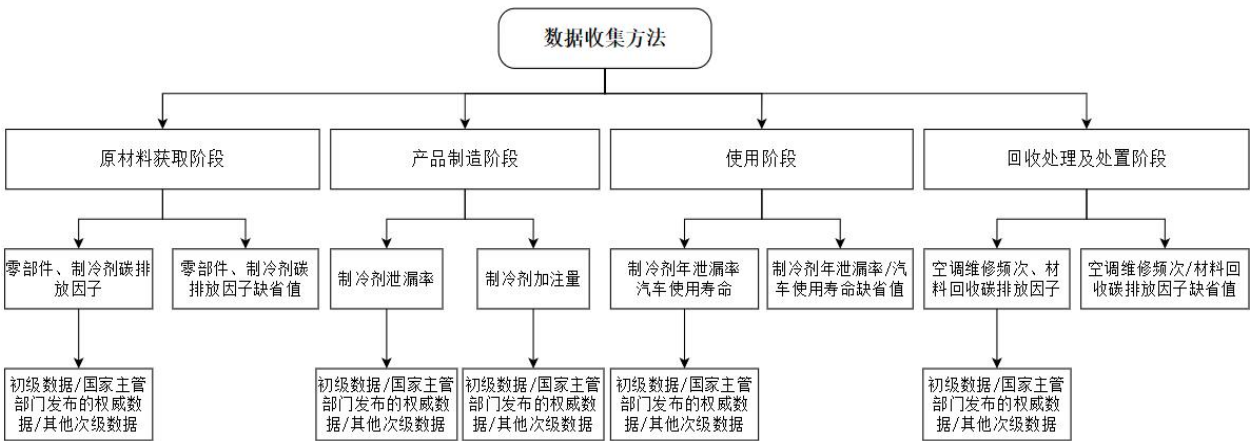 数据收集方法
原材料获取阶段
产品制造阶段
使用阶段
回收处理及处置阶段
零部件、制冷剂碳排
放因子
零部件、制冷剂碳
排放因子缺省值
制冷剂泄漏率
制冷剂加注量
制冷剂年泄漏率
汽车使用寿命
制冷剂年泄漏率/汽
车使用寿命缺省值
空调维修频次、材
料回收碳排放因子
空调维修频次/材料回
收碳排放因子缺省值
初级数据/国家主管
部门发布的权威数
据/其他次级数据
初级数据/国家主管
部门发布的权威数
据/其他次级数据
初级数据/国家主管
部门发布的权威数
据/其他次级数据
初级数据/国家主管
部门发布的权威数
据/其他次级数据
初级数据/国家主管
部门发布的权威数
据/其他次级数据